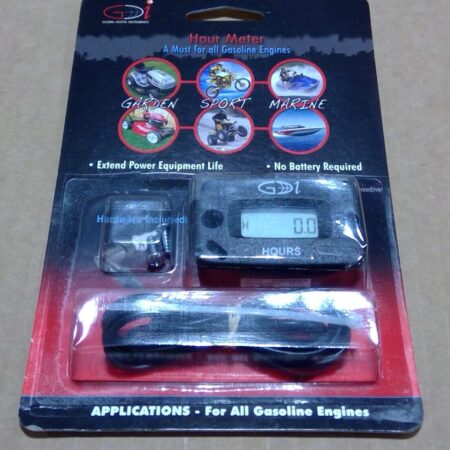 GDi
Hour Meter
A Must for all Gasoline Engines
GARDEN SPORT MARINE
• Extend Power Equipment Life • No Battery Required
GDi
Hardware Included:
0.0
HOURS
APPLICATIONS - For All Gasoline Engines